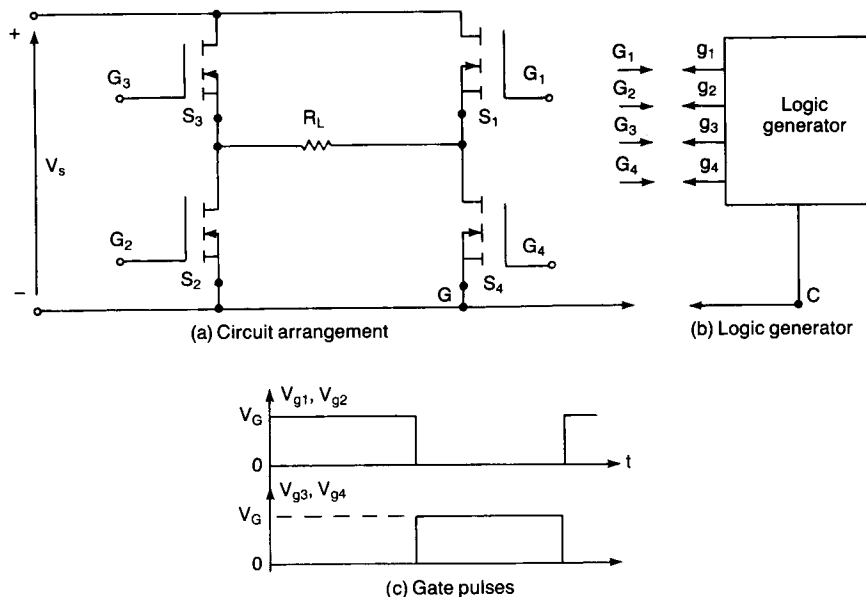 +
G3
G1
S3
RL
S1
Vs
G2
G4
S2
G
S4
–
(a) Circuit arrangement
G1
G2
G3
G4
g1
g2
g3
g4
Logic
generator
C
(b) Logic generator
Vg1, Vg2
VG
0
t
Vg3, Vg4
VG
0
(c) Gate pulses